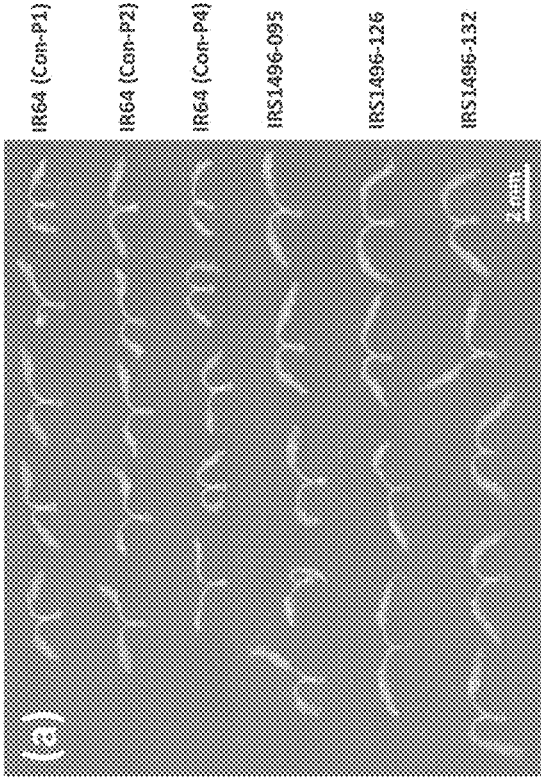 IR64 (Con-P1)
IR64 (Con-P2)
IR64 (Con-P4)
IRS1496-095
IRS1496-126
IRS1496-132
(a)
2 mm